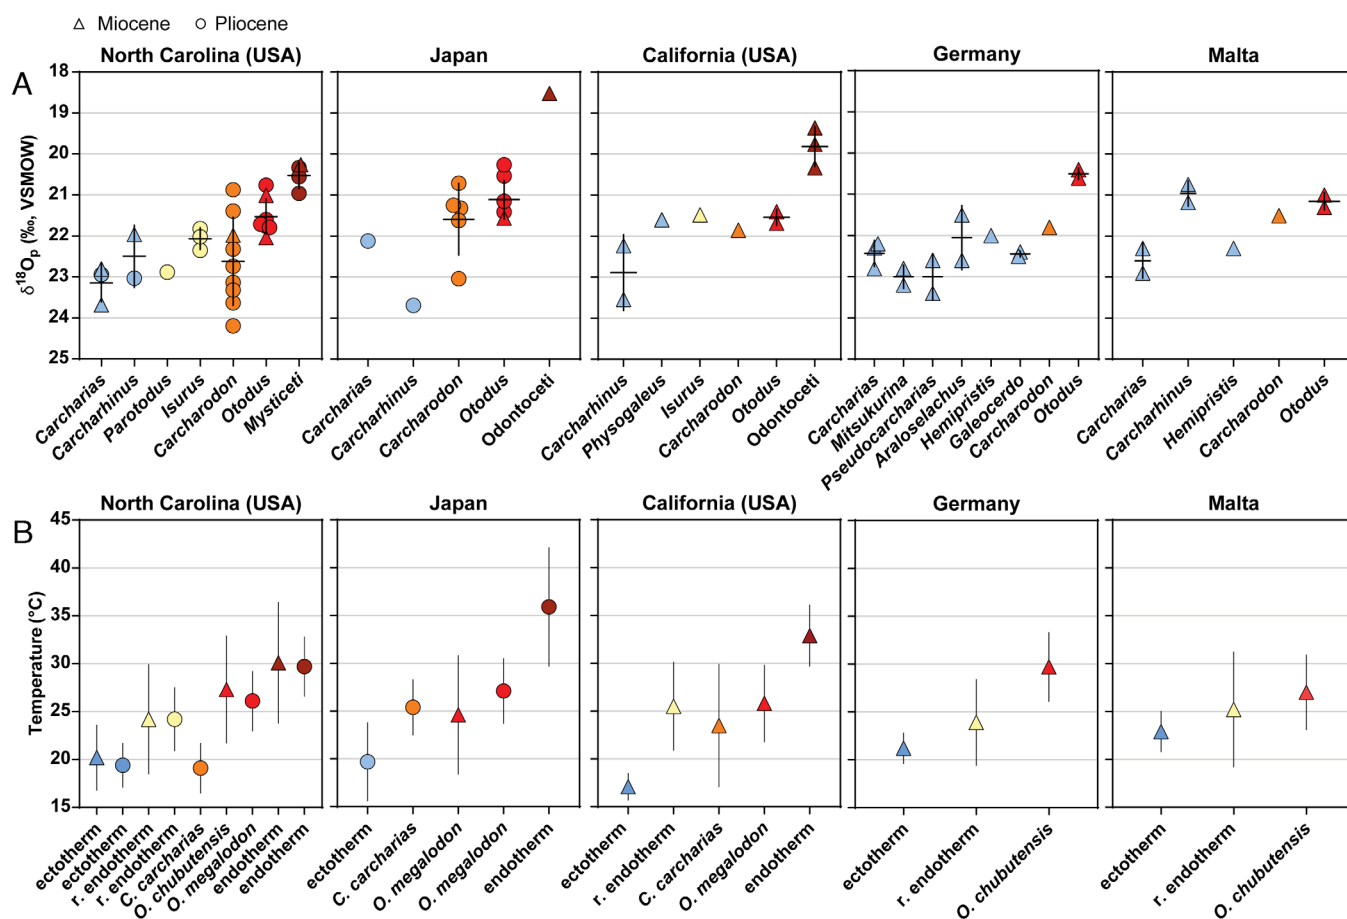 Miocene Pliocene
North Carolina (USA) Japan California (USA) Germany Malta
A
δ¹⁸Oₚ (‰, VSMOW)
18
19
20
21
22
23
24
25
Carcharias Carcharhinus Parotodus Isurus Carcharodon Otodus Mysticeti
Carcharias Carcharhinus Carcharodon Otodus Odontoceti
Carcharhinus Physogaleus Isurus Carcharodon Otodus Odontoceti
Carcharias Mitsukurina Pseudocarcharias Araloselachus Hemipristis Galeocerdo Carcharodon Otodus
Carcharias Carcharhinus Hemipristis Carcharodon Otodus
North Carolina (USA) Japan California (USA) Germany Malta
B
Temperature (°C)
45
40
35
30
25
20
15
ectotherm ectotherm r. endotherm r. endotherm C. carcharias O. chubutensis O. megalodon endotherm endotherm
ectotherm C. carcharias O. megalodon O. megalodon endotherm
ectotherm r. endotherm C. carcharias O. megalodon endotherm
ectotherm r. endotherm O. chubutensis
ectotherm r. endotherm O. chubutensis